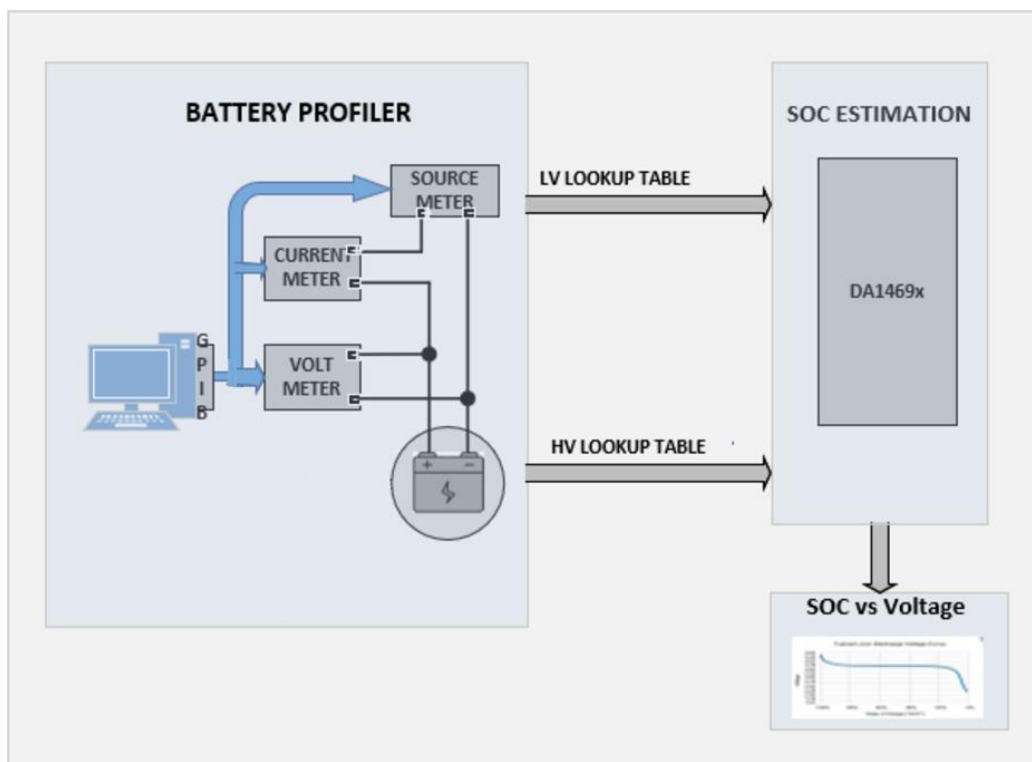 BATTERY PROFILER
SOURCE
METER
CURRENT
METER
VOLT
METER
G
P
I
B
+ −
LV LOOKUP TABLE
HV LOOKUP TABLE
SOC ESTIMATION
DA1469x
SOC vs Voltage